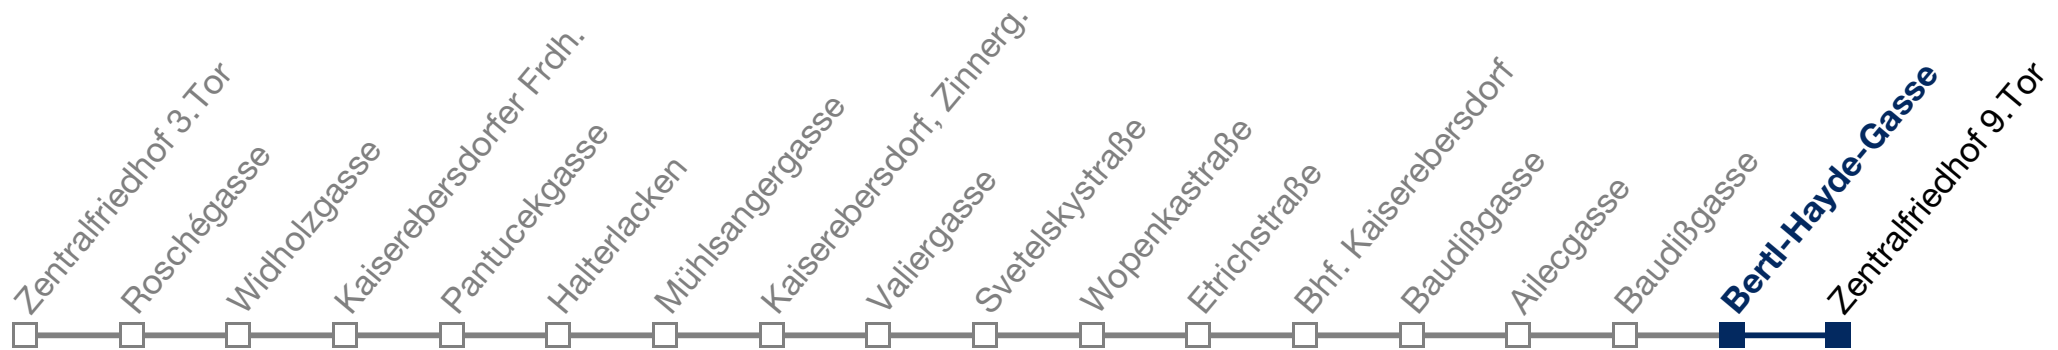 Zentralfriedhof 3.Tor
Roschégasse
Widholzgasse
Kaiserebersdorfer Frdh.
Pantucekgasse
Halterlacken
Mühlsangergasse
Kaiserebersdorf, Zinnerg.
Valiergasse
Svetelskystraße
Wopenkastraße
Etrichstraße
Bhf. Kaiserebersdorf
Baudißgasse
Ailecgasse
Baudißgasse
Bertl-Hayde-Gasse
Zentralfriedhof 9.Tor